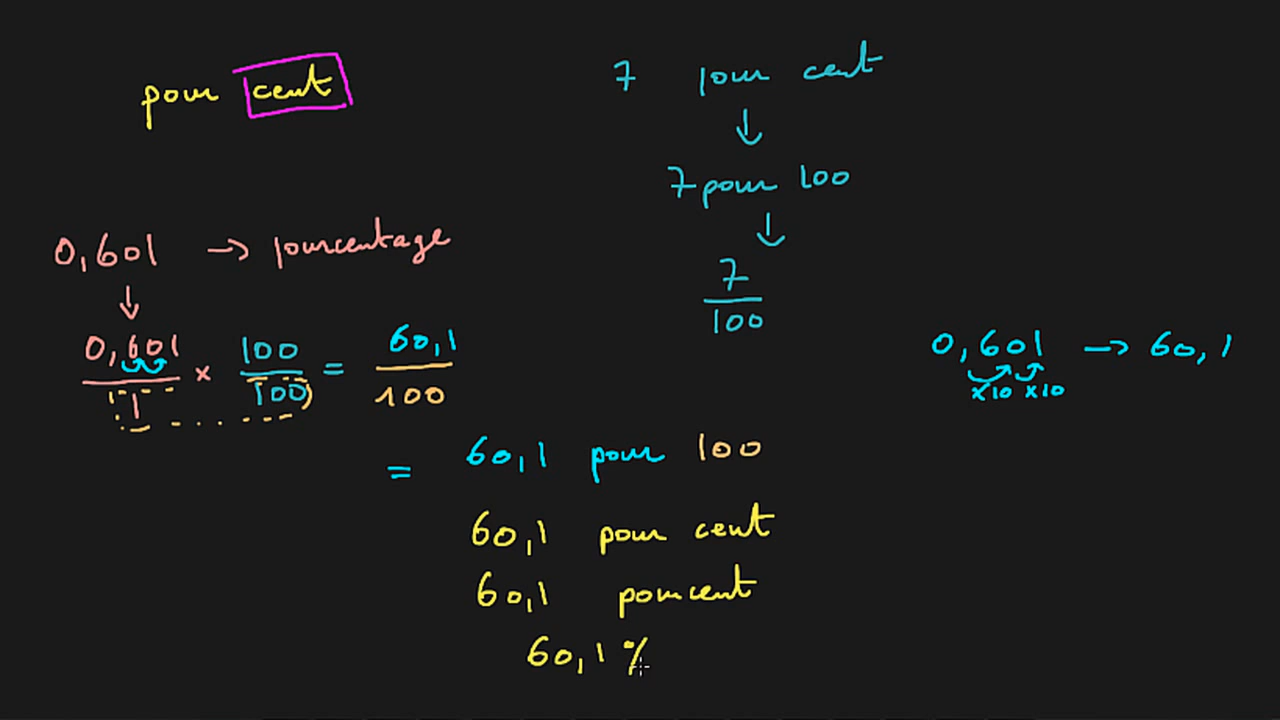 pour cent
7 pour cent
↓
7 pour 100
↓
7/100
0,601 → pourcentage
↓
0,601/1 × 100/100 = 60,1/100
0,601 → 60,1
×10 ×10
= 60,1 pour 100
60,1 pour cent
60,1 pourcent
60,1 %